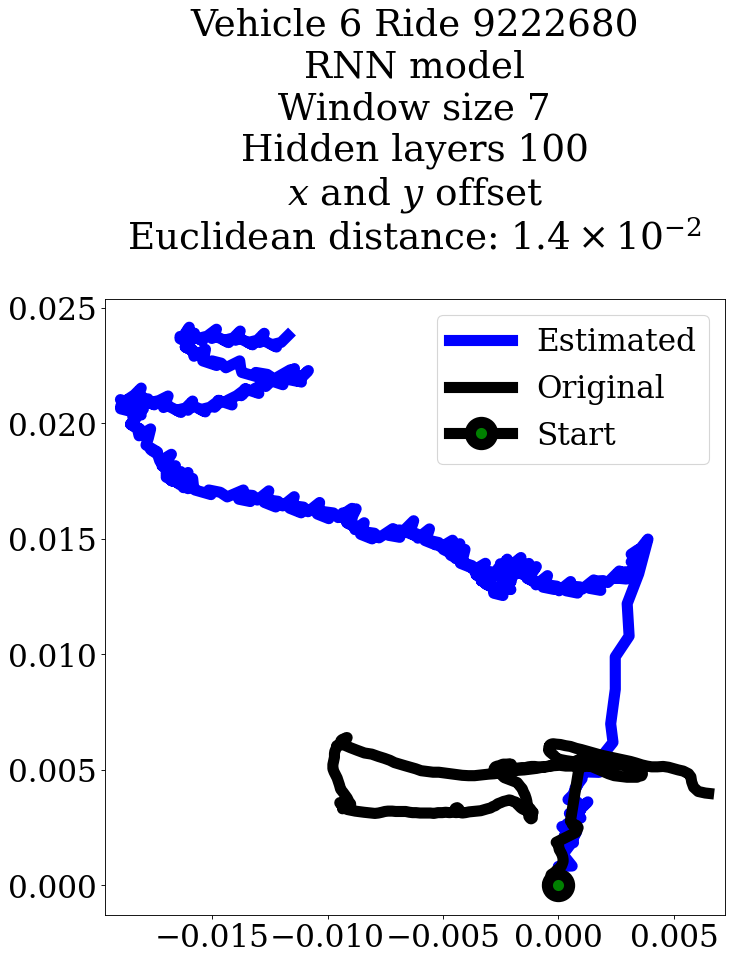 Vehicle 6 Ride 9222680
RNN model
Window size 7
Hidden layers 100
x and y offset
Euclidean distance: 1.4 × 10⁻²
0.025
0.020
0.015
0.010
0.005
0.000
Estimated
Original
Start
−0.015 −0.010 −0.005 0.000 0.005